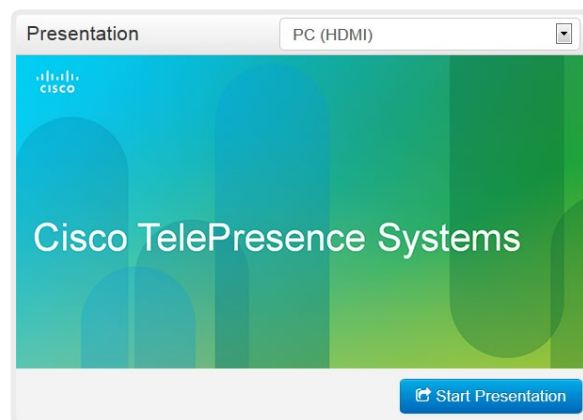 Presentation
PC (HDMI)
CISCO
Cisco TelePresence Systems
Start Presentation